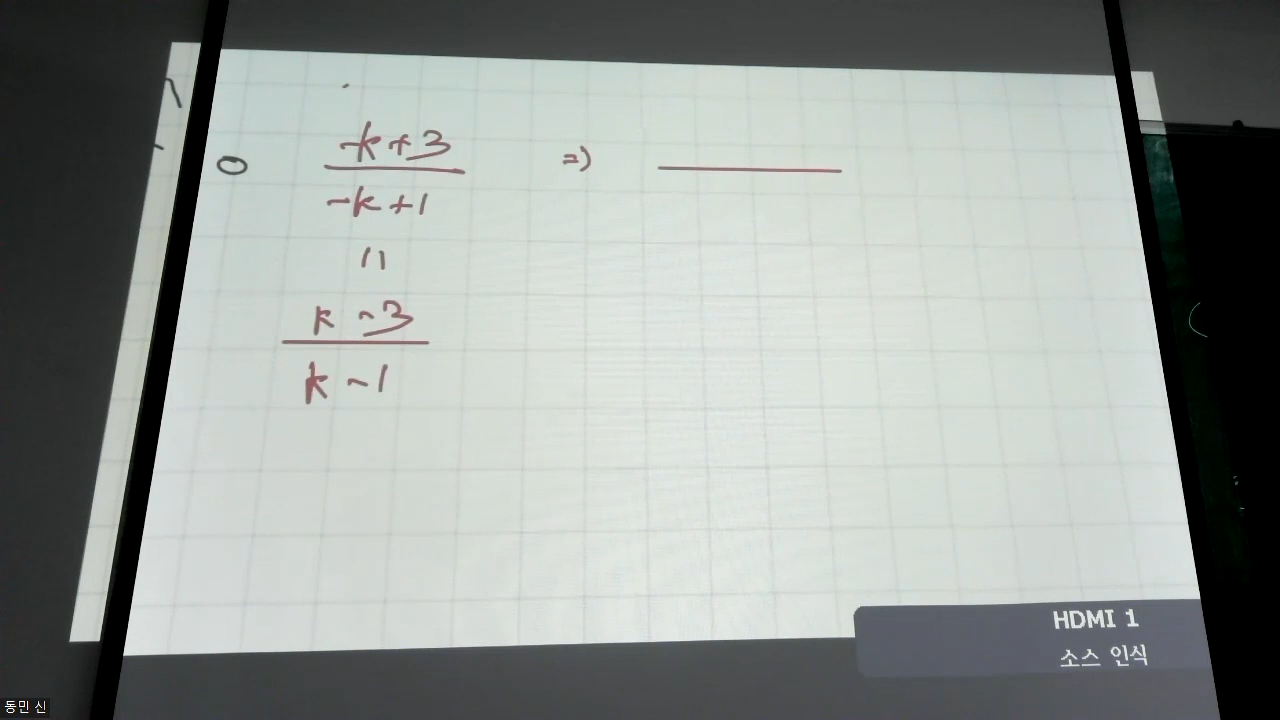 -k+3 =>
-k+1
=
k-3
k-1
HDMI 1
소스 인식
동민 신